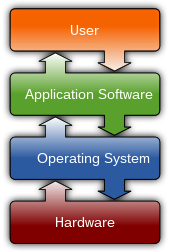 User
Application Software
Operating System
Hardware